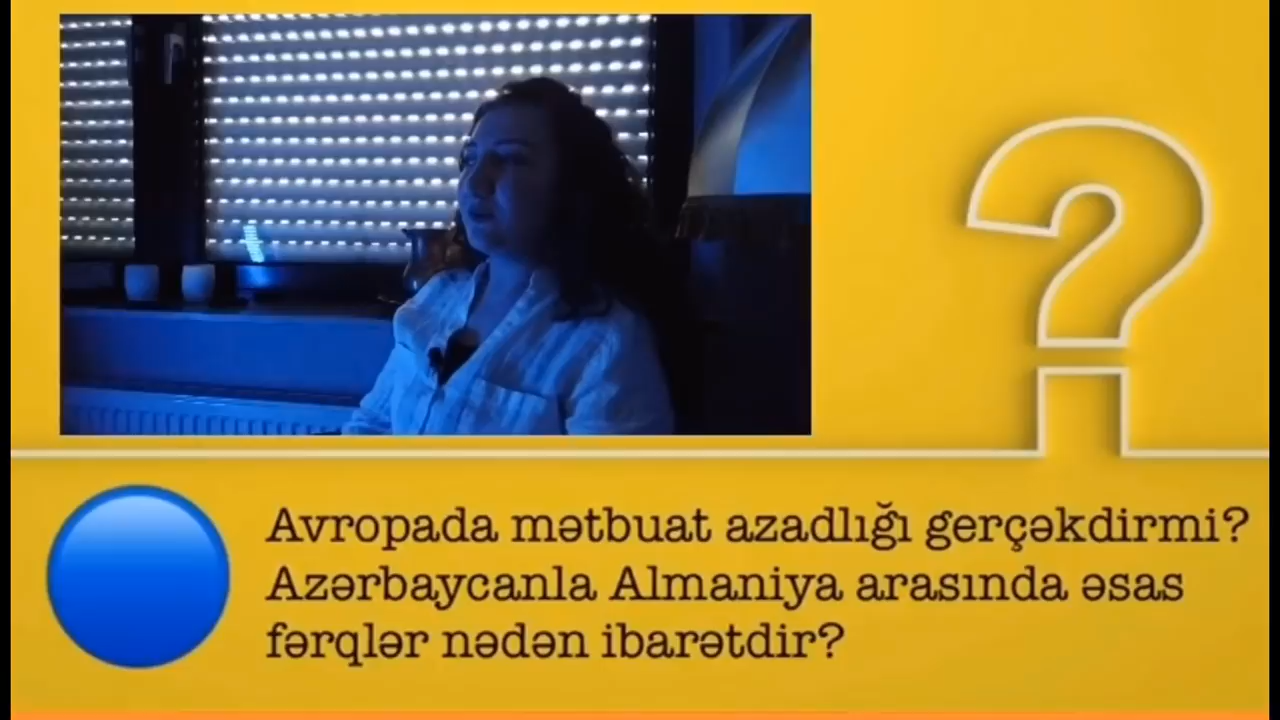 Avropada mətbuat azadlığı gerçəkdirmi?
Azərbaycanla Almaniya arasında əsas
fərqlər nədən ibarətdir?